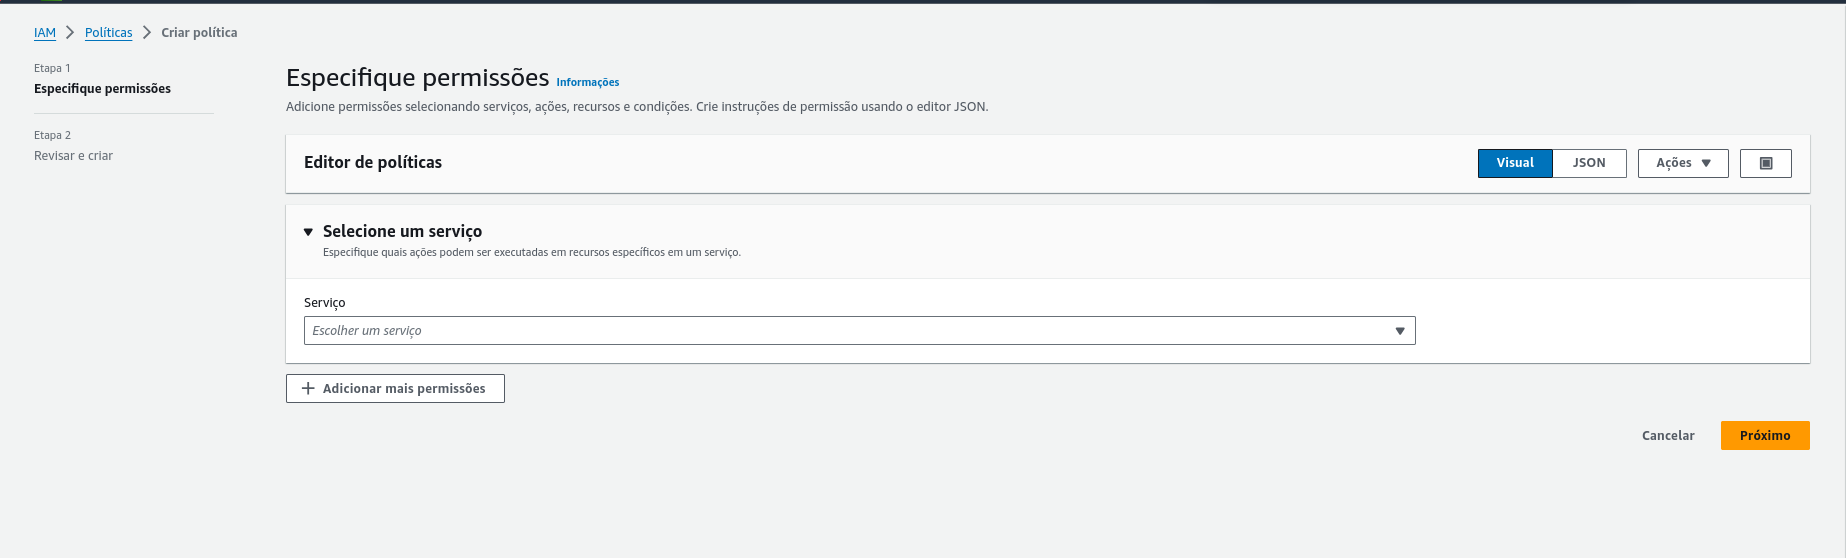 IAM > Políticas > Criar política
Etapa 1
Especifique permissões
Etapa 2
Revisar e criar
Especifique permissões Informações
Adicione permissões selecionando serviços, ações, recursos e condições. Crie instruções de permissão usando o editor JSON.
Editor de políticas
Visual JSON Ações
Selecione um serviço
Especifique quais ações podem ser executadas em recursos específicos em um serviço.
Serviço
Escolher um serviço
Adicionar mais permissões
Cancelar Próximo